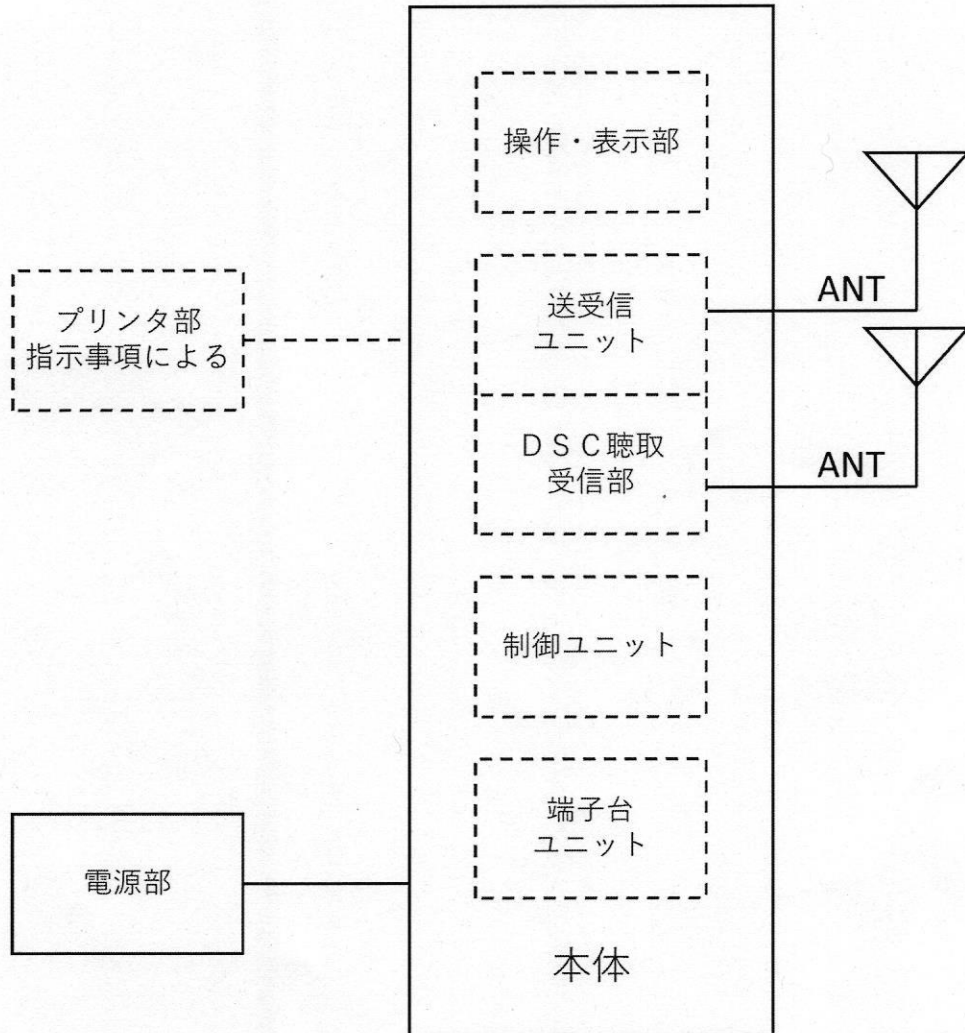 操作・表示部
プリンタ部
指示事項による
送受信
ユニット
ANT
ＤＳＣ聴取
受信部
ANT
制御ユニット
端子台
ユニット
電源部
本体